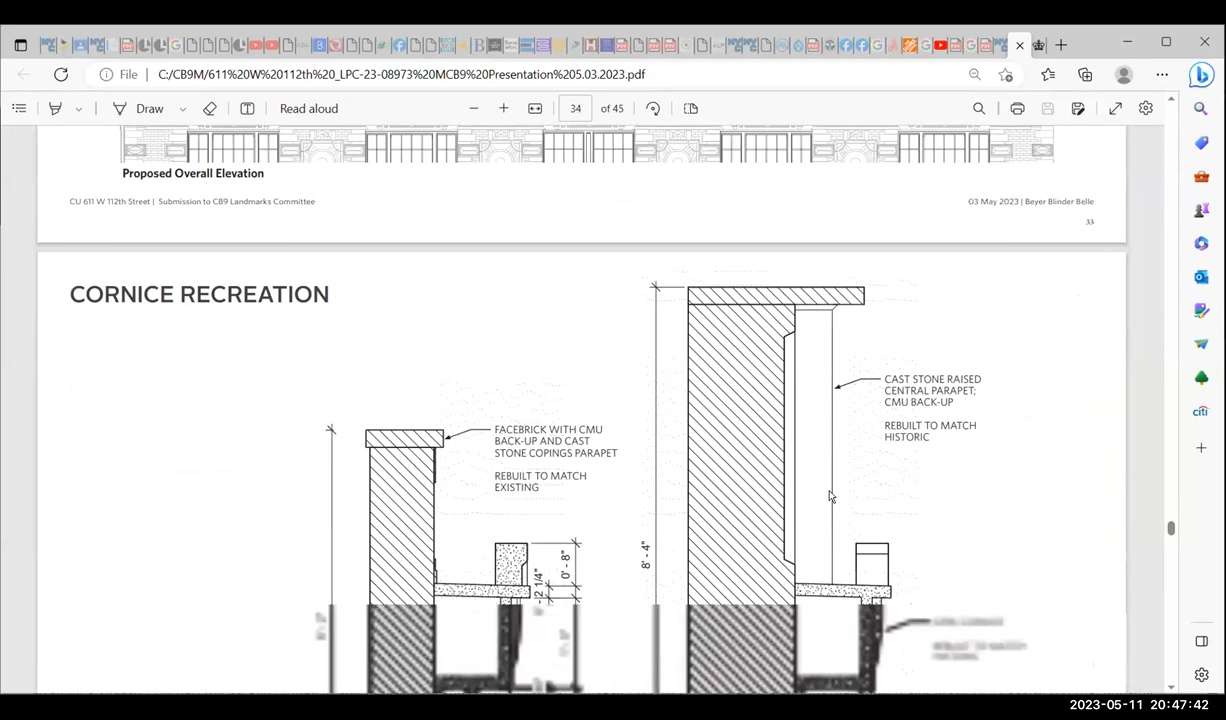 File
C:/CB9M/611%20W%20112th%20_LPC-23-08973%20MCB9%20Presentation%205.03.2023.pdf
Draw
Read aloud
34
of 45
Proposed Overall Elevation
CU 611 W 112th Street | Submission to CB9 Landmarks Committee
03 May 2023 | Beyer Blinder Belle
33
CORNICE RECREATION
CAST STONE RAISED
CENTRAL PARAPET;
CMU BACK-UP
REBUILT TO MATCH
HISTORIC
FACEBRICK WITH CMU
BACK-UP AND CAST
STONE COPINGS PARAPET
REBUILT TO MATCH
EXISTING
8' - 4"
0' - 8"
2 1/4"
citi
2023-05-11 20:47:42